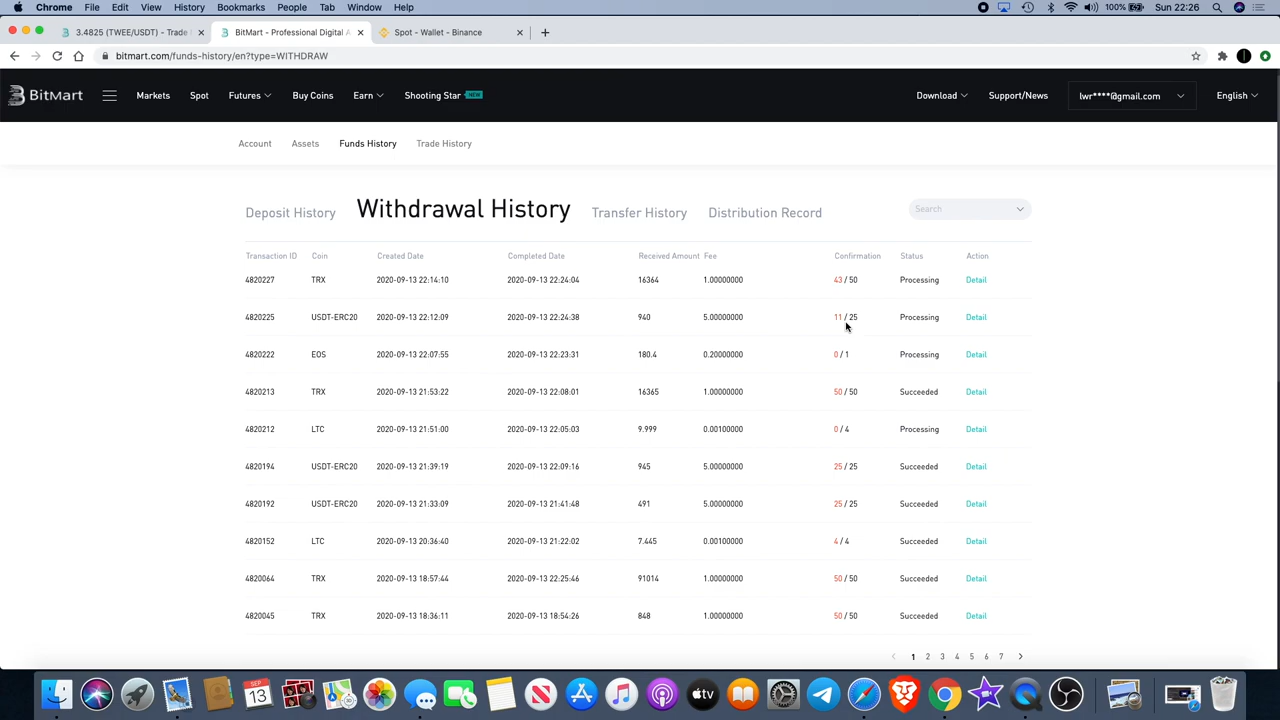 Chrome File Edit View History Bookmarks People Tab Window Help 100% Sun 22:26
3.4825 (TWEE/USDT) - Trade BitMart - Professional Digital A Spot - Wallet - Binance
bitmart.com/funds-history/en?type=WITHDRAW
BitMart Markets Spot Futures Buy Coins Earn Shooting Star NEW Download Support/News lwr****@gmail.com English
Account Assets Funds History Trade History
Deposit History Withdrawal History Transfer History Distribution Record Search
Transaction ID Coin Created Date Completed Date Received Amount Fee Confirmation Status Action
4820227 TRX 2020-09-13 22:14:10 2020-09-13 22:24:04 16364 1.00000000 43 / 50 Processing Detail
4820225 USDT-ERC20 2020-09-13 22:12:09 2020-09-13 22:24:38 940 5.00000000 11 / 25 Processing Detail
4820222 EOS 2020-09-13 22:07:55 2020-09-13 22:23:31 180.4 0.20000000 0 / 1 Processing Detail
4820213 TRX 2020-09-13 21:53:22 2020-09-13 22:08:01 16365 1.00000000 50 / 50 Succeeded Detail
4820212 LTC 2020-09-13 21:51:00 2020-09-13 22:05:03 9.999 0.00100000 0 / 4 Processing Detail
4820194 USDT-ERC20 2020-09-13 21:39:19 2020-09-13 22:09:16 945 5.00000000 25 / 25 Succeeded Detail
4820192 USDT-ERC20 2020-09-13 21:33:09 2020-09-13 21:41:48 491 5.00000000 25 / 25 Succeeded Detail
4820152 LTC 2020-09-13 20:36:40 2020-09-13 21:22:02 7.445 0.00100000 4 / 4 Succeeded Detail
4820064 TRX 2020-09-13 18:57:44 2020-09-13 22:25:46 91014 1.00000000 50 / 50 Succeeded Detail
4820045 TRX 2020-09-13 18:36:11 2020-09-13 18:54:26 848 1.00000000 50 / 50 Succeeded Detail
1 2 3 4 5 6 7
SEP
13
tv